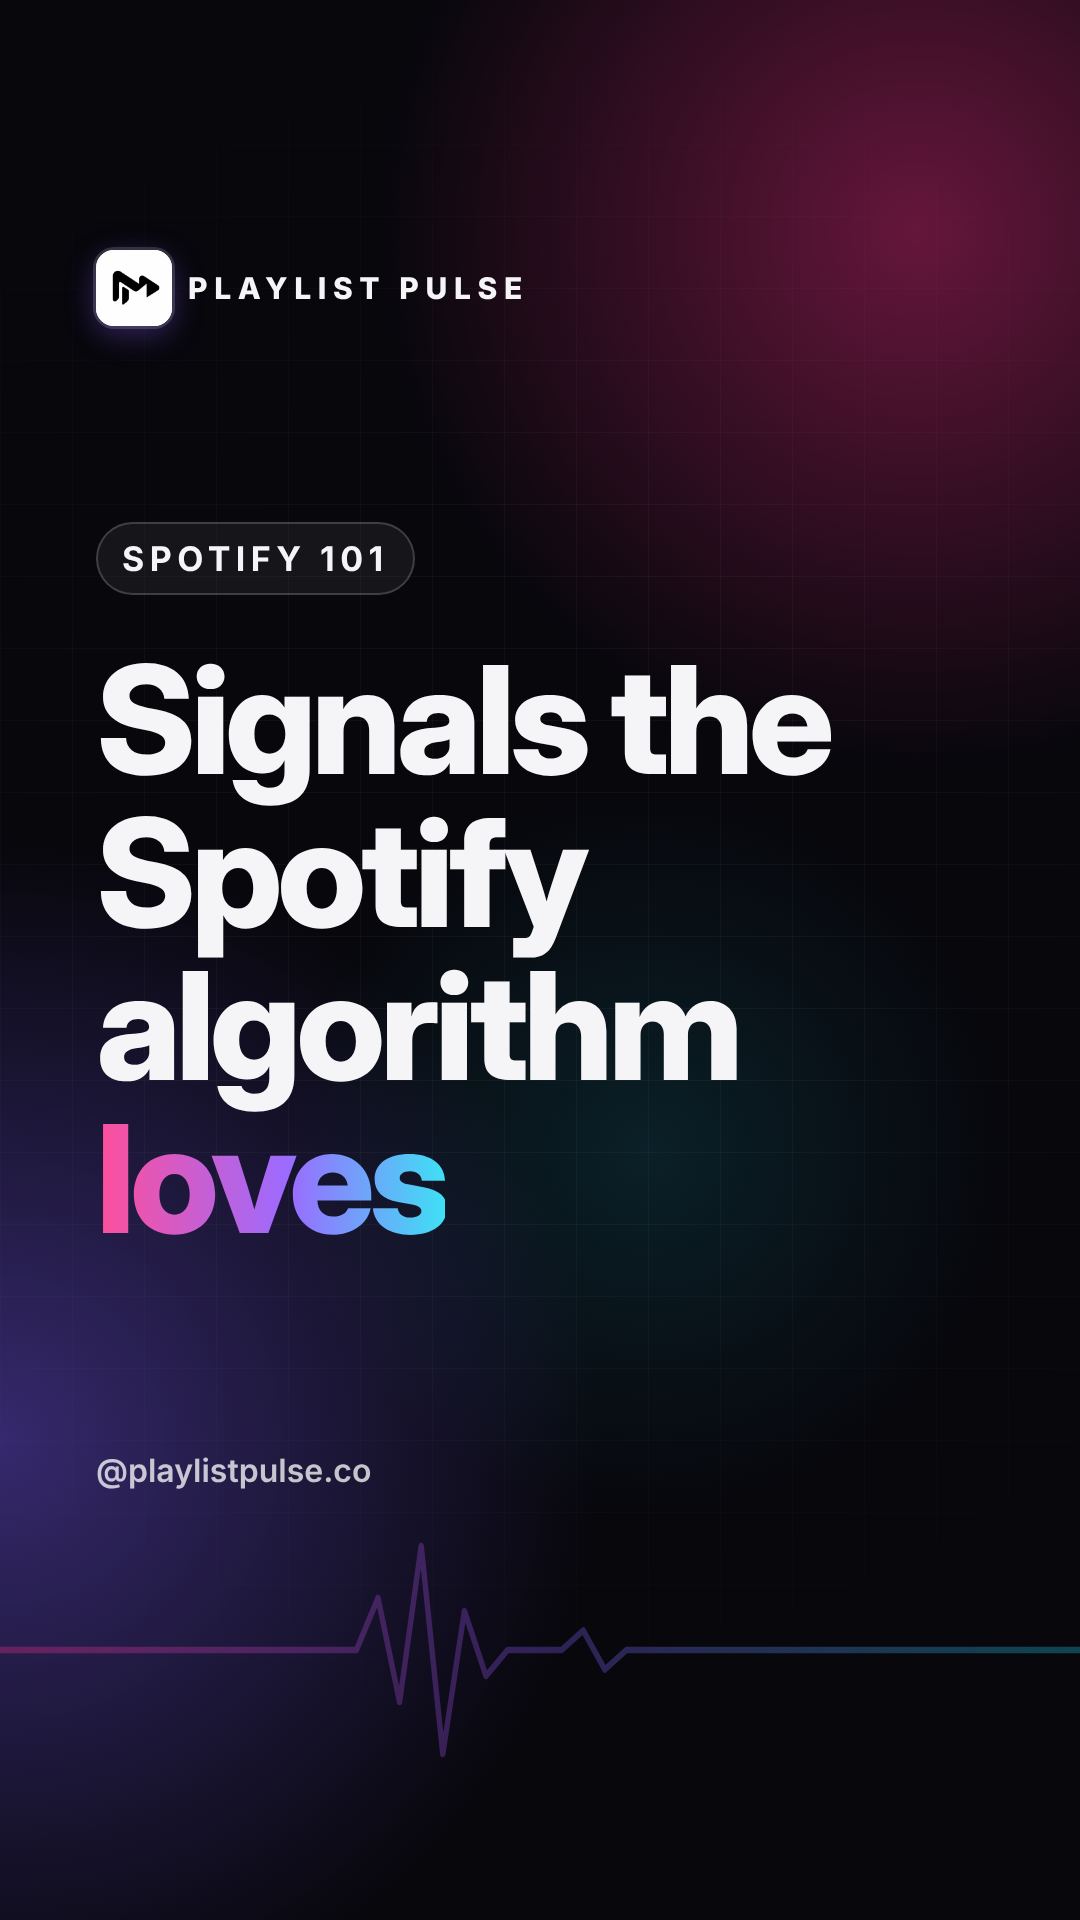 PLAYLIST PULSE
SPOTIFY 101
Signals the
Spotify
algorithm
loves
@playlistpulse.co